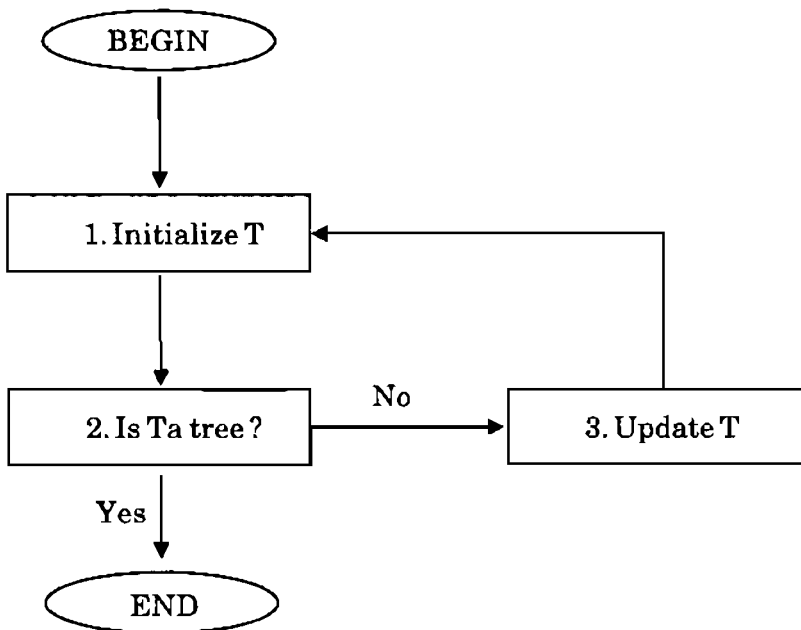 BEGIN
1. Initialize T
2. Is Ta tree?
No
3. Update T
Yes
END